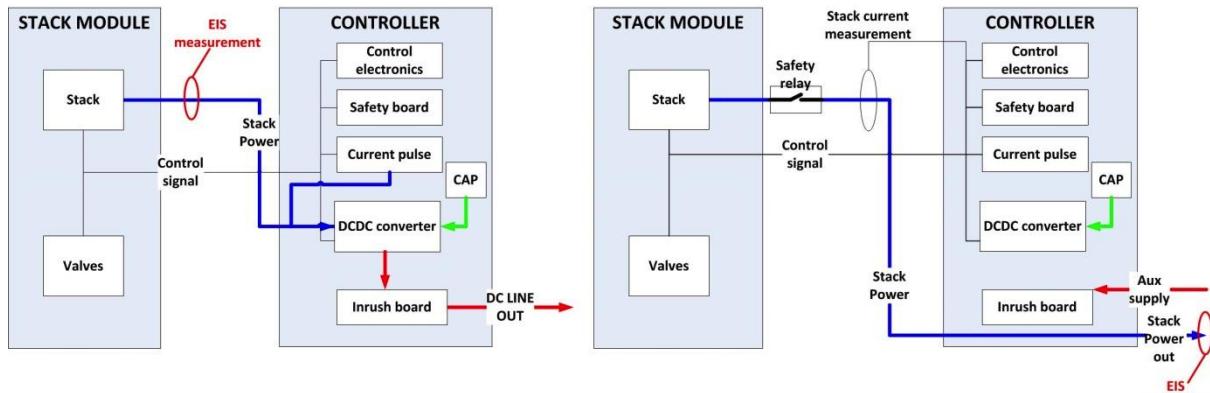 STACK MODULE
EIS
measurement
CONTROLLER
Control
electronics
Stack
Safety board
Stack
Power
Current pulse
Control
signal
CAP
DCDC converter
Valves
Inrush board
DC LINE
OUT
STACK MODULE
Stack current
measurement
CONTROLLER
Safety
relay
Control
electronics
Stack
Safety board
Control
signal
Current pulse
CAP
DCDC converter
Valves
Stack
Power
Inrush board
Aux
supply
Stack
Power
out
EIS